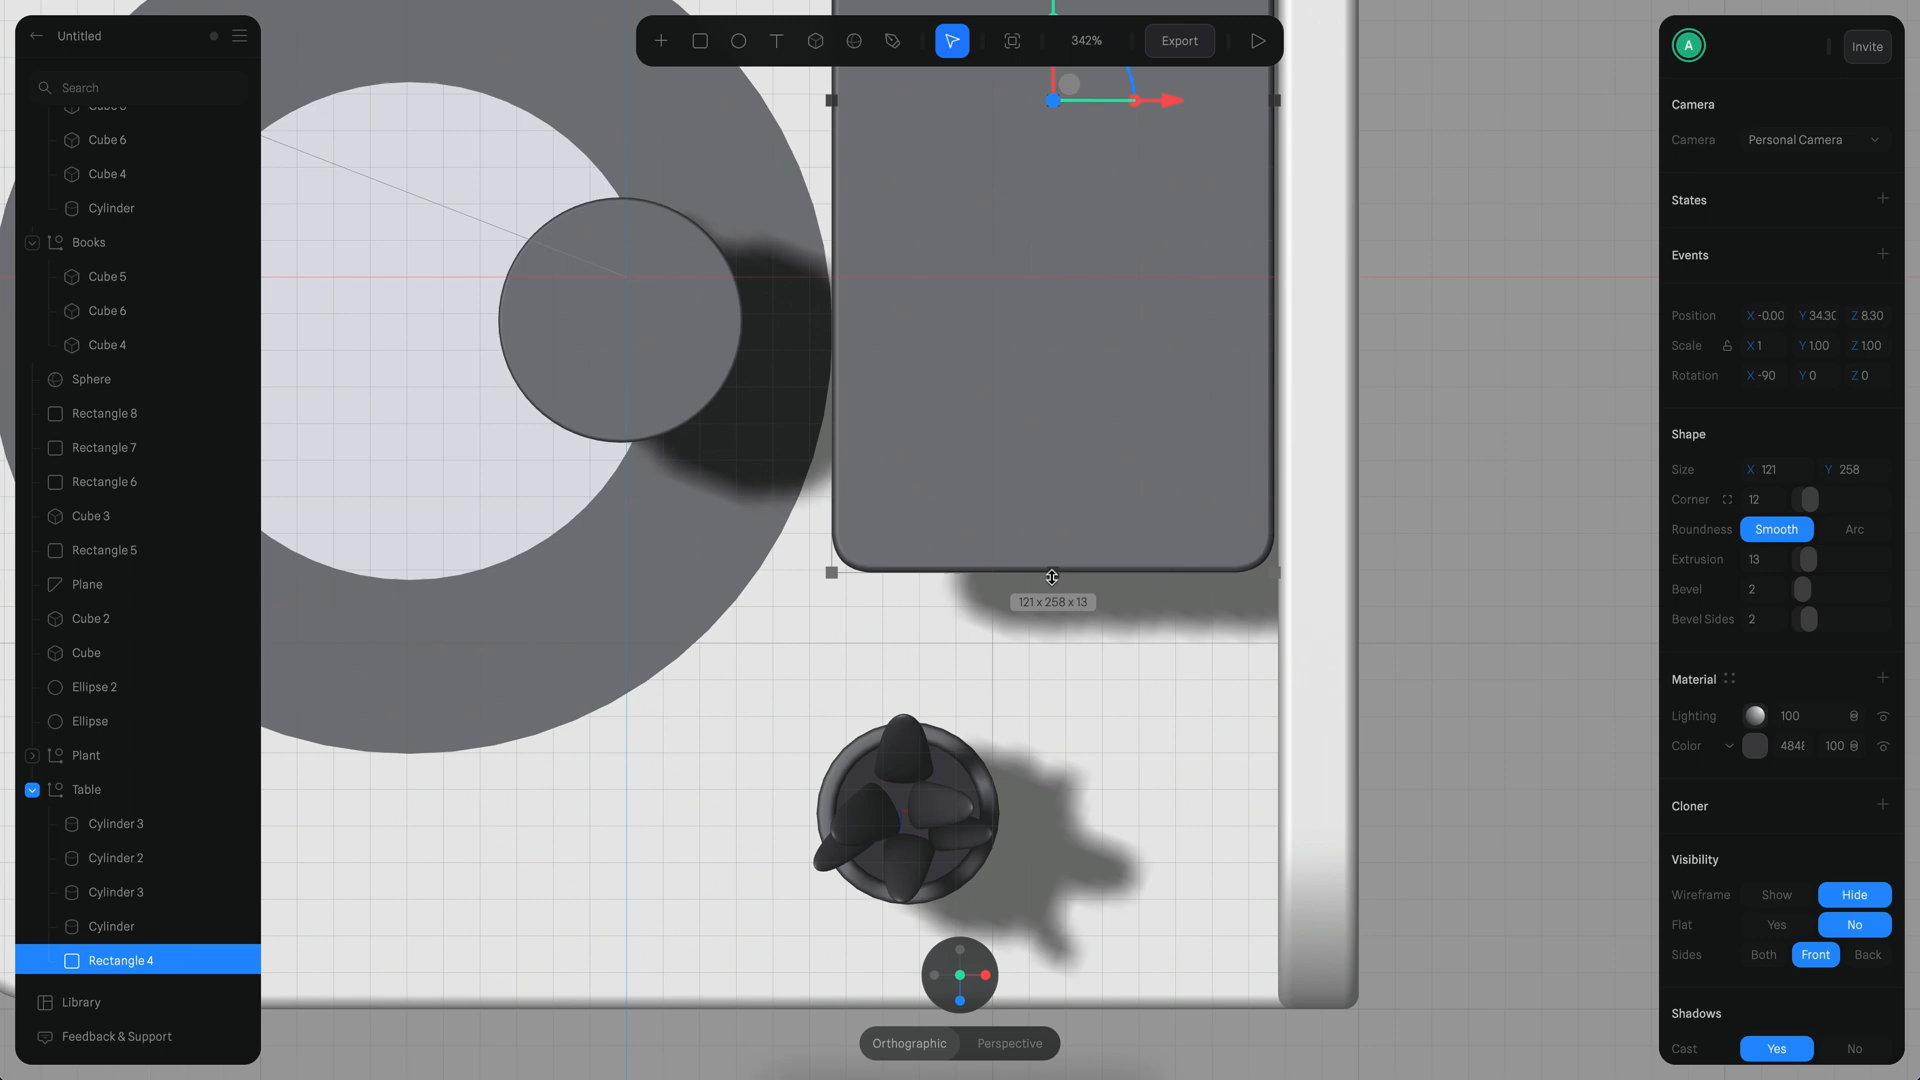 Untitled
342%
Export
A
Invite
Search
Cube 6
Cube 4
Cylinder
Books
Cube 5
Cube 6
Cube 4
Sphere
Rectangle 8
Rectangle 7
Rectangle 6
Cube 3
Rectangle 5
Plane
Cube 2
Cube
Ellipse 2
Ellipse
Plant
Table
Cylinder 3
Cylinder 2
Cylinder 3
Cylinder
Rectangle 4
Library
Feedback & Support
121 x 258 x 13
Orthographic Perspective
Camera
Camera Personal Camera
States
Events
Position X -0.00 Y 34.30 Z 8.30
Scale X 1 Y 1.00 Z 1.00
Rotation X -90 Y 0 Z 0
Shape
Size X 121 Y 258
Corner 12
Roundness Smooth Arc
Extrusion 13
Bevel 2
Bevel Sides 2
Material
Lighting 100
Color 4848 100
Cloner
Visibility
Wireframe Show Hide
Flat Yes No
Sides Both Front Back
Shadows
Cast Yes No